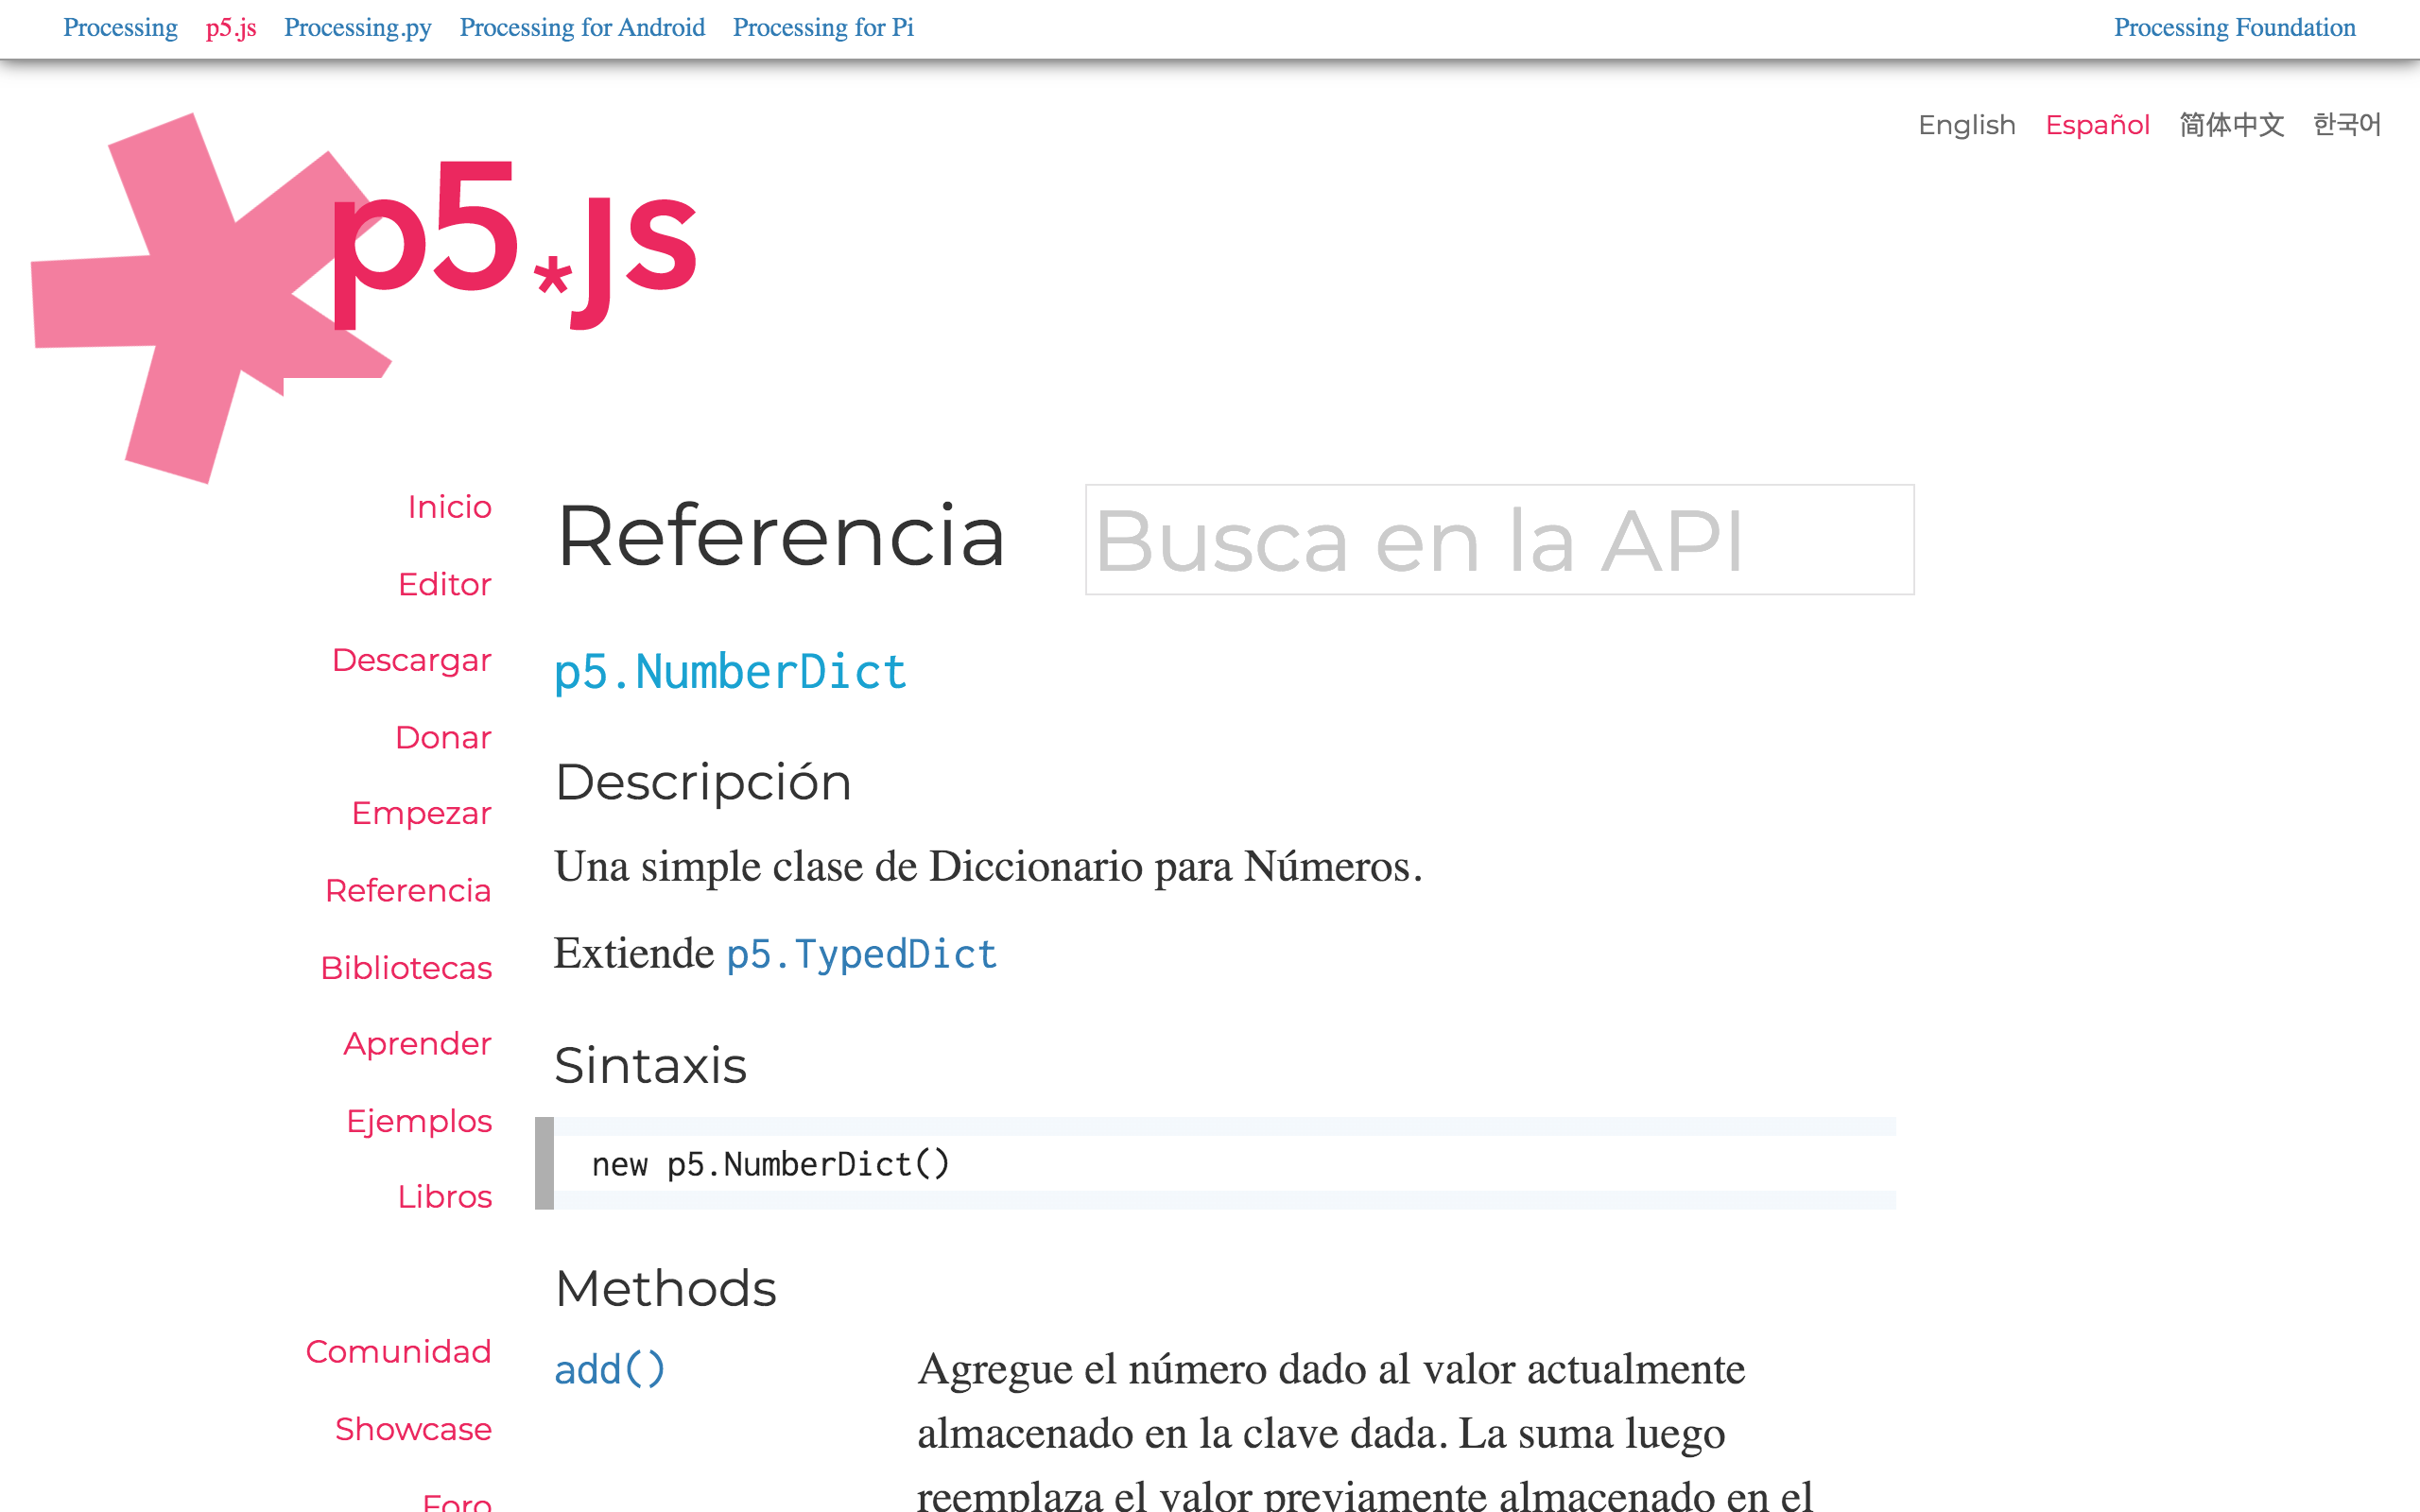 Processing p5.js Processing.py Processing for Android Processing for Pi Processing Foundation
English Español 简体中文 한국어
p5*js
Inicio
Editor
Descargar
Donar
Empezar
Referencia
Bibliotecas
Aprender
Ejemplos
Libros
Comunidad
Showcase
Foro
Referencia
Busca en la API
p5.NumberDict
Descripción
Una simple clase de Diccionario para Números.
Extiende p5.TypedDict
Sintaxis
new p5.NumberDict()
Methods
add()
Agregue el número dado al valor actualmente
almacenado en la clave dada. La suma luego
reemplaza el valor previamente almacenado en el